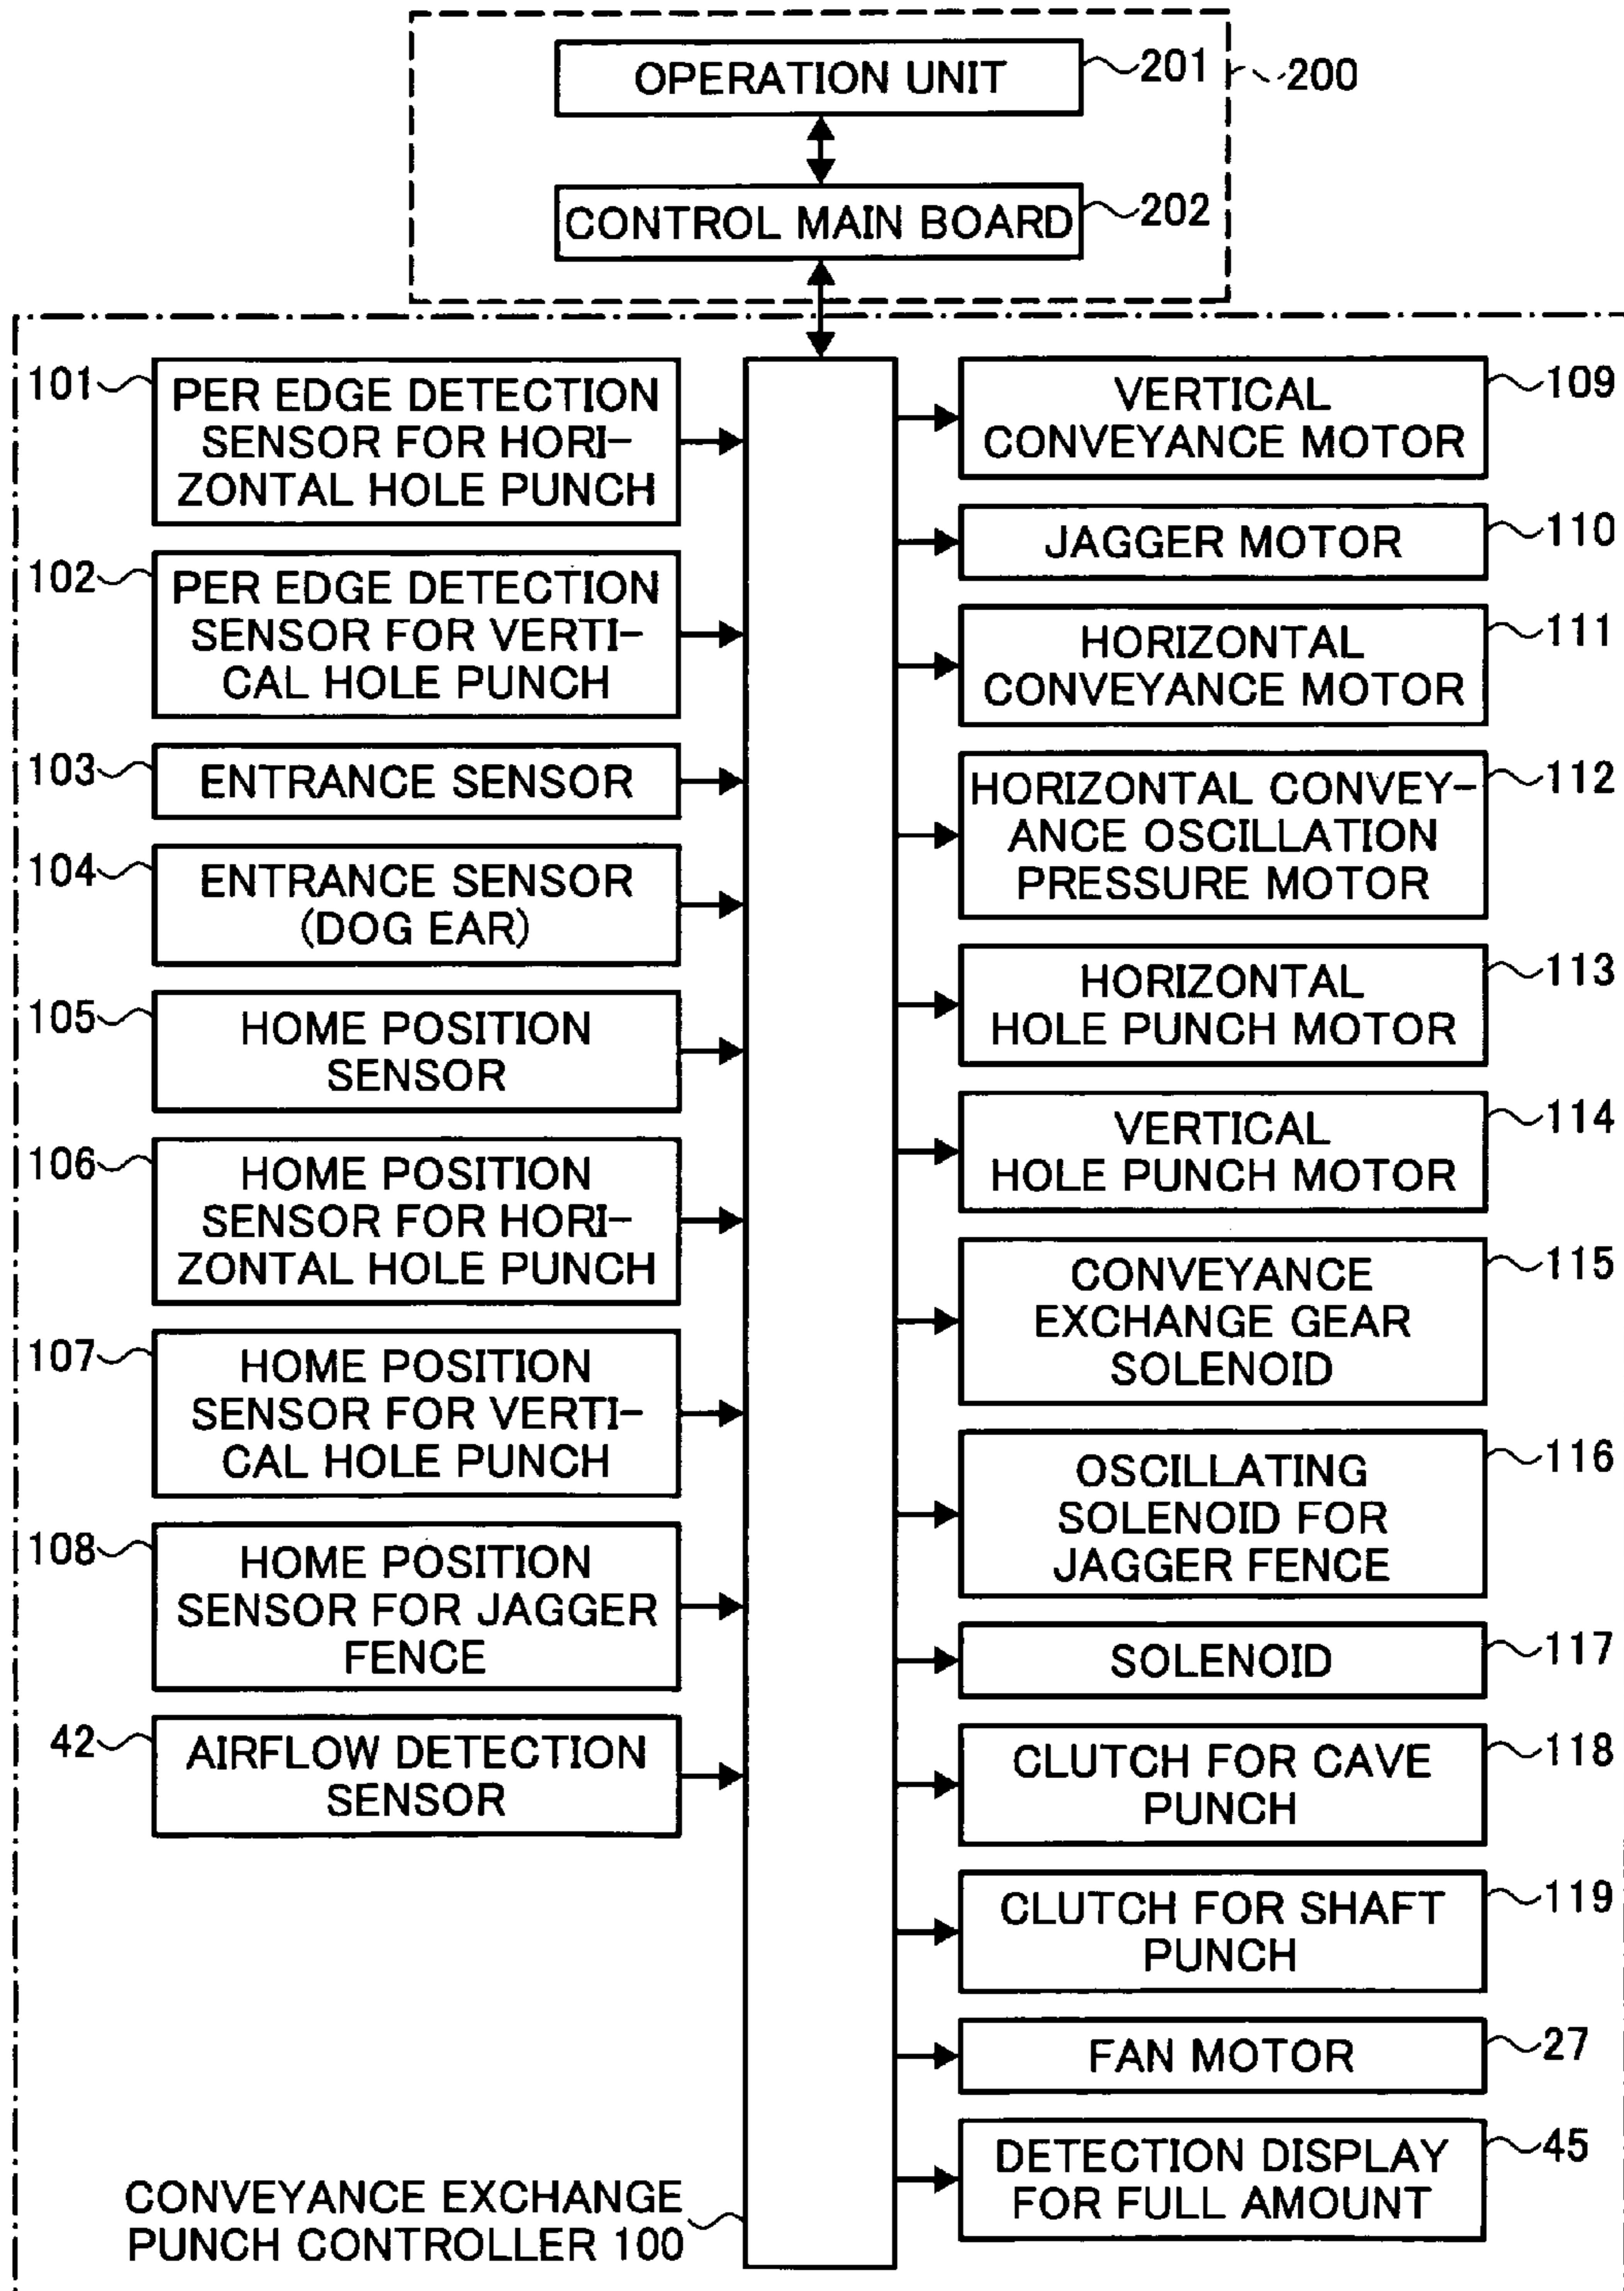 OPERATION UNIT
201
200
CONTROL MAIN BOARD
202
101
PER EDGE DETECTION
SENSOR FOR HORI-
ZONTAL HOLE PUNCH
102
PER EDGE DETECTION
SENSOR FOR VERTI-
CAL HOLE PUNCH
103
ENTRANCE SENSOR
104
ENTRANCE SENSOR
(DOG EAR)
105
HOME POSITION
SENSOR
106
HOME POSITION
SENSOR FOR HORI-
ZONTAL HOLE PUNCH
107
HOME POSITION
SENSOR FOR VERTI-
CAL HOLE PUNCH
108
HOME POSITION
SENSOR FOR JAGGER
FENCE
42
AIRFLOW DETECTION
SENSOR
CONVEYANCE EXCHANGE
PUNCH CONTROLLER 100
VERTICAL
CONVEYANCE MOTOR
109
JAGGER MOTOR
110
HORIZONTAL
CONVEYANCE MOTOR
111
HORIZONTAL CONVEY-
ANCE OSCILLATION
PRESSURE MOTOR
112
HORIZONTAL
HOLE PUNCH MOTOR
113
VERTICAL
HOLE PUNCH MOTOR
114
CONVEYANCE
EXCHANGE GEAR
SOLENOID
115
OSCILLATING
SOLENOID FOR
JAGGER FENCE
116
SOLENOID
117
CLUTCH FOR CAVE
PUNCH
118
CLUTCH FOR SHAFT
PUNCH
119
FAN MOTOR
27
DETECTION DISPLAY
FOR FULL AMOUNT
45